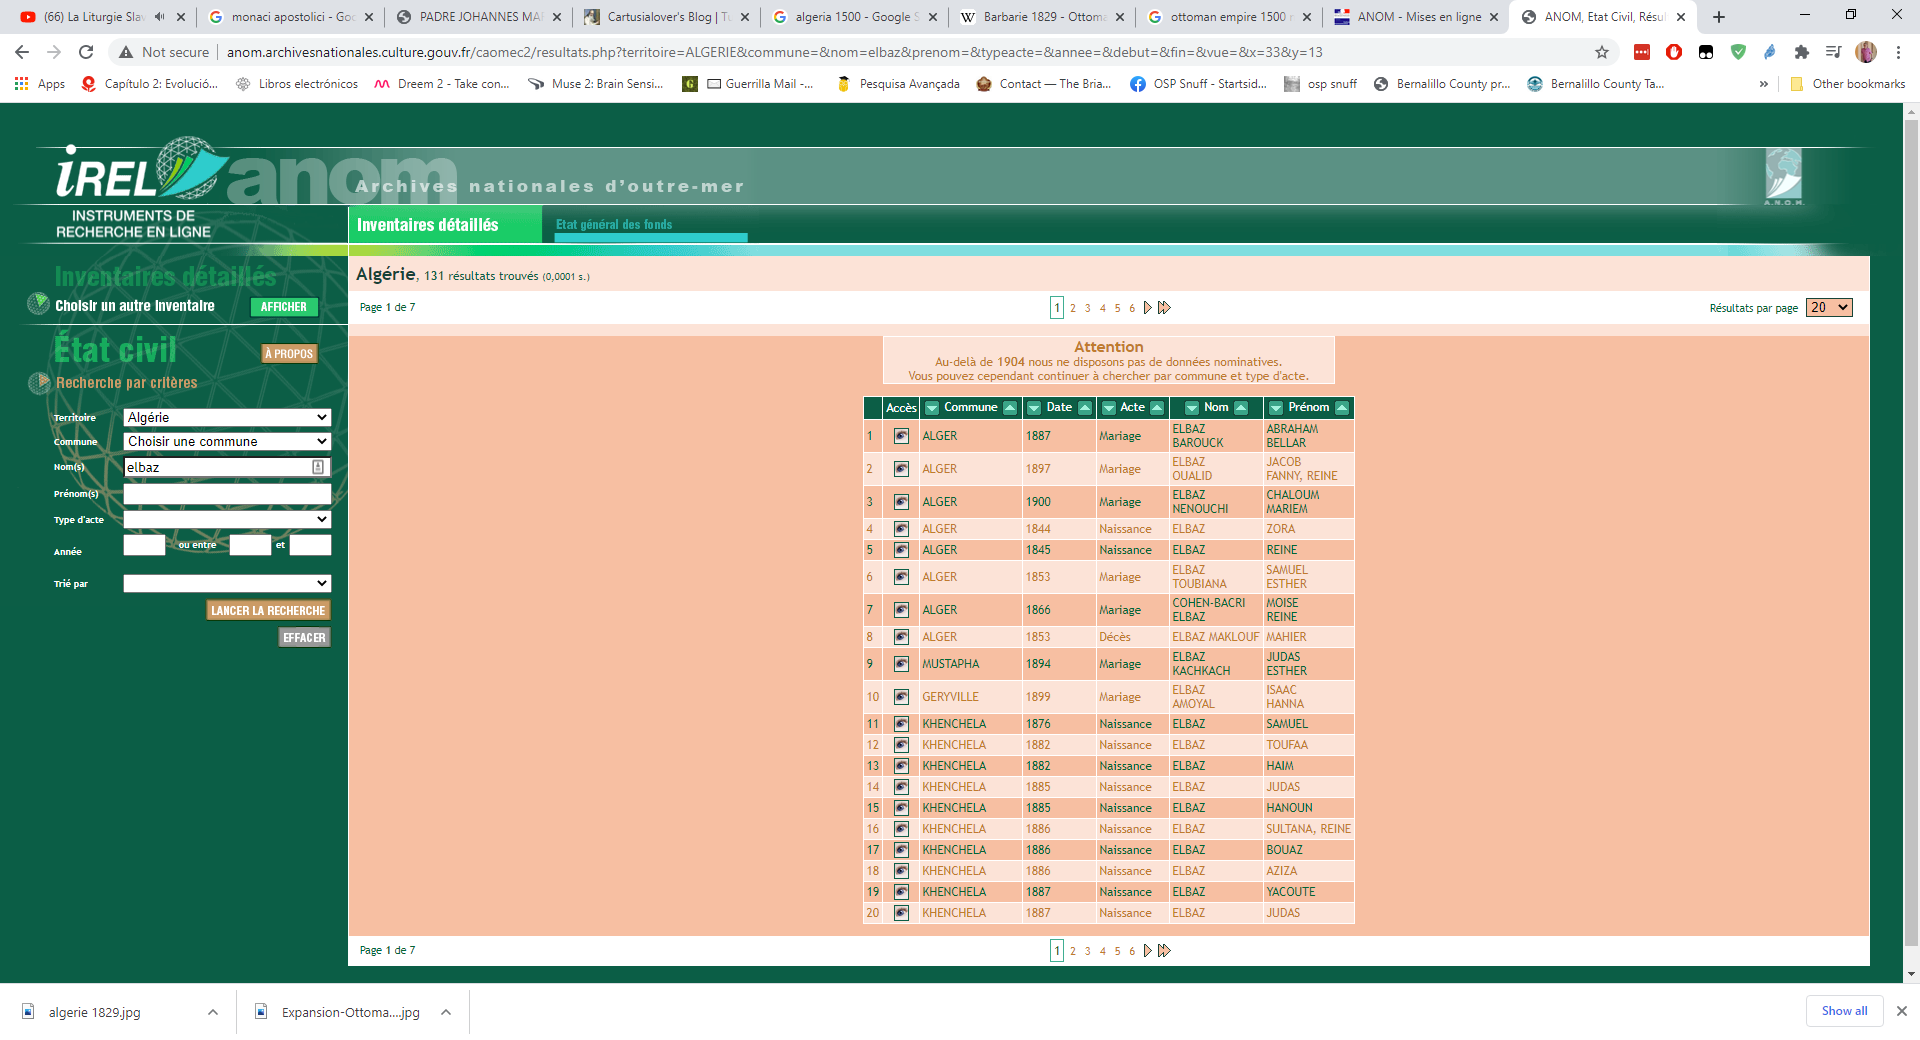 (66) La Liturgie Slav
monaci apostolici - Goo
PADRE JOHANNES MA
Cartusialover's Blog | Tu
algeria 1500 - Google S
Barbarie 1829 - Ottoma
ottoman empire 1500 m
ANOM - Mises en ligne
ANOM, Etat Civil, Résul
Not secure
anom.archivesnationales.culture.gouv.fr/caomec2/resultats.php?territoire=ALGERIE&commune=&nom=elbaz&prenom=&typeacte=&annee=&debut=&fin=&vue=&x=33&y=13
Apps
Capítulo 2: Evolució...
Libros electrónicos
Dreem 2 - Take con...
Muse 2: Brain Sensi...
Guerrilla Mail -...
Pesquisa Avançada
Contact — The Bria...
OSP Snuff - Startsid...
osp snuff
Bernalillo County pr...
Bernalillo County Ta...
»
Other bookmarks
iREL
anom
Archives nationales d'outre-mer
A.N.O.M.
INSTRUMENTS DE
RECHERCHE EN LIGNE
Inventaires détaillés
Etat général des fonds
Inventaires détaillés
Choisir un autre inventaire
AFFICHER
État civil
À PROPOS
Recherche par critères
Territoire
Algérie
Commune
Choisir une commune
Nom(s)
elbaz
Prénom(s)
Type d'acte
Année
ou entre
et
Trié par
LANCER LA RECHERCHE
EFFACER
Algérie, 131 résultats trouvés (0,0001 s.)
Page 1 de 7
1 2 3 4 5 6
Résultats par page
20
Attention
Au-delà de 1904 nous ne disposons pas de données nominatives.
Vous pouvez cependant continuer à chercher par commune et type d'acte.
Accès Commune Date Acte Nom Prénom
1 ALGER 1887 Mariage ELBAZ ABRAHAM
BAROUCK BELLAR
2 ALGER 1897 Mariage ELBAZ JACOB
OUALID FANNY, REINE
3 ALGER 1900 Mariage ELBAZ CHALOUM
NENOUCHI MARIEM
4 ALGER 1844 Naissance ELBAZ ZORA
5 ALGER 1845 Naissance ELBAZ REINE
6 ALGER 1853 Mariage ELBAZ SAMUEL
TOUBIANA ESTHER
7 ALGER 1866 Mariage COHEN-BACRI MOISE
ELBAZ REINE
8 ALGER 1853 Décès ELBAZ MAKLOUF MAHIER
9 MUSTAPHA 1894 Mariage ELBAZ JUDAS
KACHKACH ESTHER
10 GERYVILLE 1899 Mariage ELBAZ ISAAC
AMOYAL HANNA
11 KHENCHELA 1876 Naissance ELBAZ SAMUEL
12 KHENCHELA 1882 Naissance ELBAZ TOUFAA
13 KHENCHELA 1882 Naissance ELBAZ HAIM
14 KHENCHELA 1885 Naissance ELBAZ JUDAS
15 KHENCHELA 1885 Naissance ELBAZ HANOUN
16 KHENCHELA 1886 Naissance ELBAZ SULTANA, REINE
17 KHENCHELA 1886 Naissance ELBAZ BOUAZ
18 KHENCHELA 1886 Naissance ELBAZ AZIZA
19 KHENCHELA 1887 Naissance ELBAZ YACOUTE
20 KHENCHELA 1887 Naissance ELBAZ JUDAS
Page 1 de 7
1 2 3 4 5 6
algerie 1829.jpg
Expansion-Ottoma....jpg
Show all